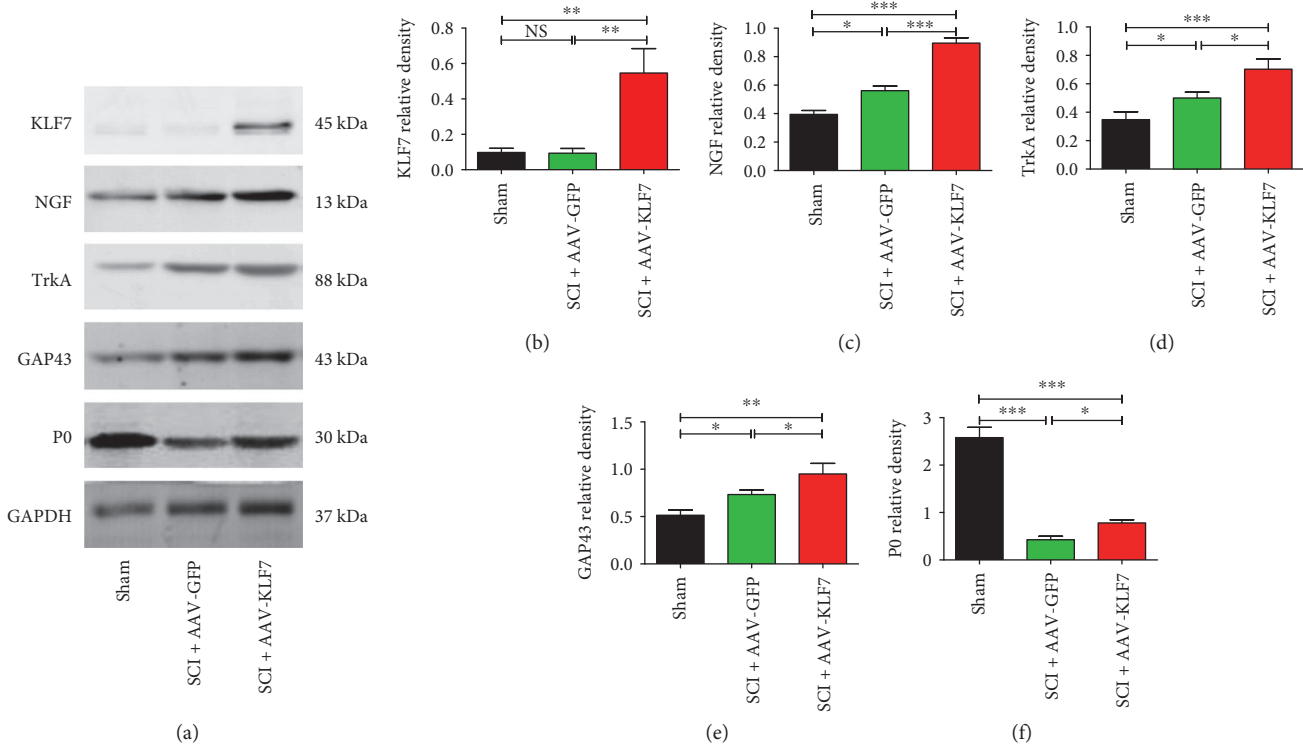 KLF7 45 kDa
NGF 13 kDa
TrkA 88 kDa
GAP43 43 kDa
P0 30 kDa
GAPDH 37 kDa
Sham
SCI + AAV-GFP
SCI + AAV-KLF7
(a)
KLF7 relative density
0.8
0.6
0.4
0.2
0.0
**
NS
**
Sham
SCI + AAV-GFP
SCI + AAV-KLF7
(b)
NGF relative density
1.0
0.8
0.6
0.4
0.2
0.0
***
*
***
Sham
SCI + AAV-GFP
SCI + AAV-KLF7
(c)
TrkA relative density
1.0
0.8
0.6
0.4
0.2
0.0
***
*
*
Sham
SCI + AAV-GFP
SCI + AAV-KLF7
(d)
GAP43 relative density
1.5
1.0
0.5
0.0
**
*
*
Sham
SCI + AAV-GFP
SCI + AAV-KLF7
(e)
P0 relative density
3
2
1
0
***
***
*
Sham
SCI + AAV-GFP
SCI + AAV-KLF7
(f)